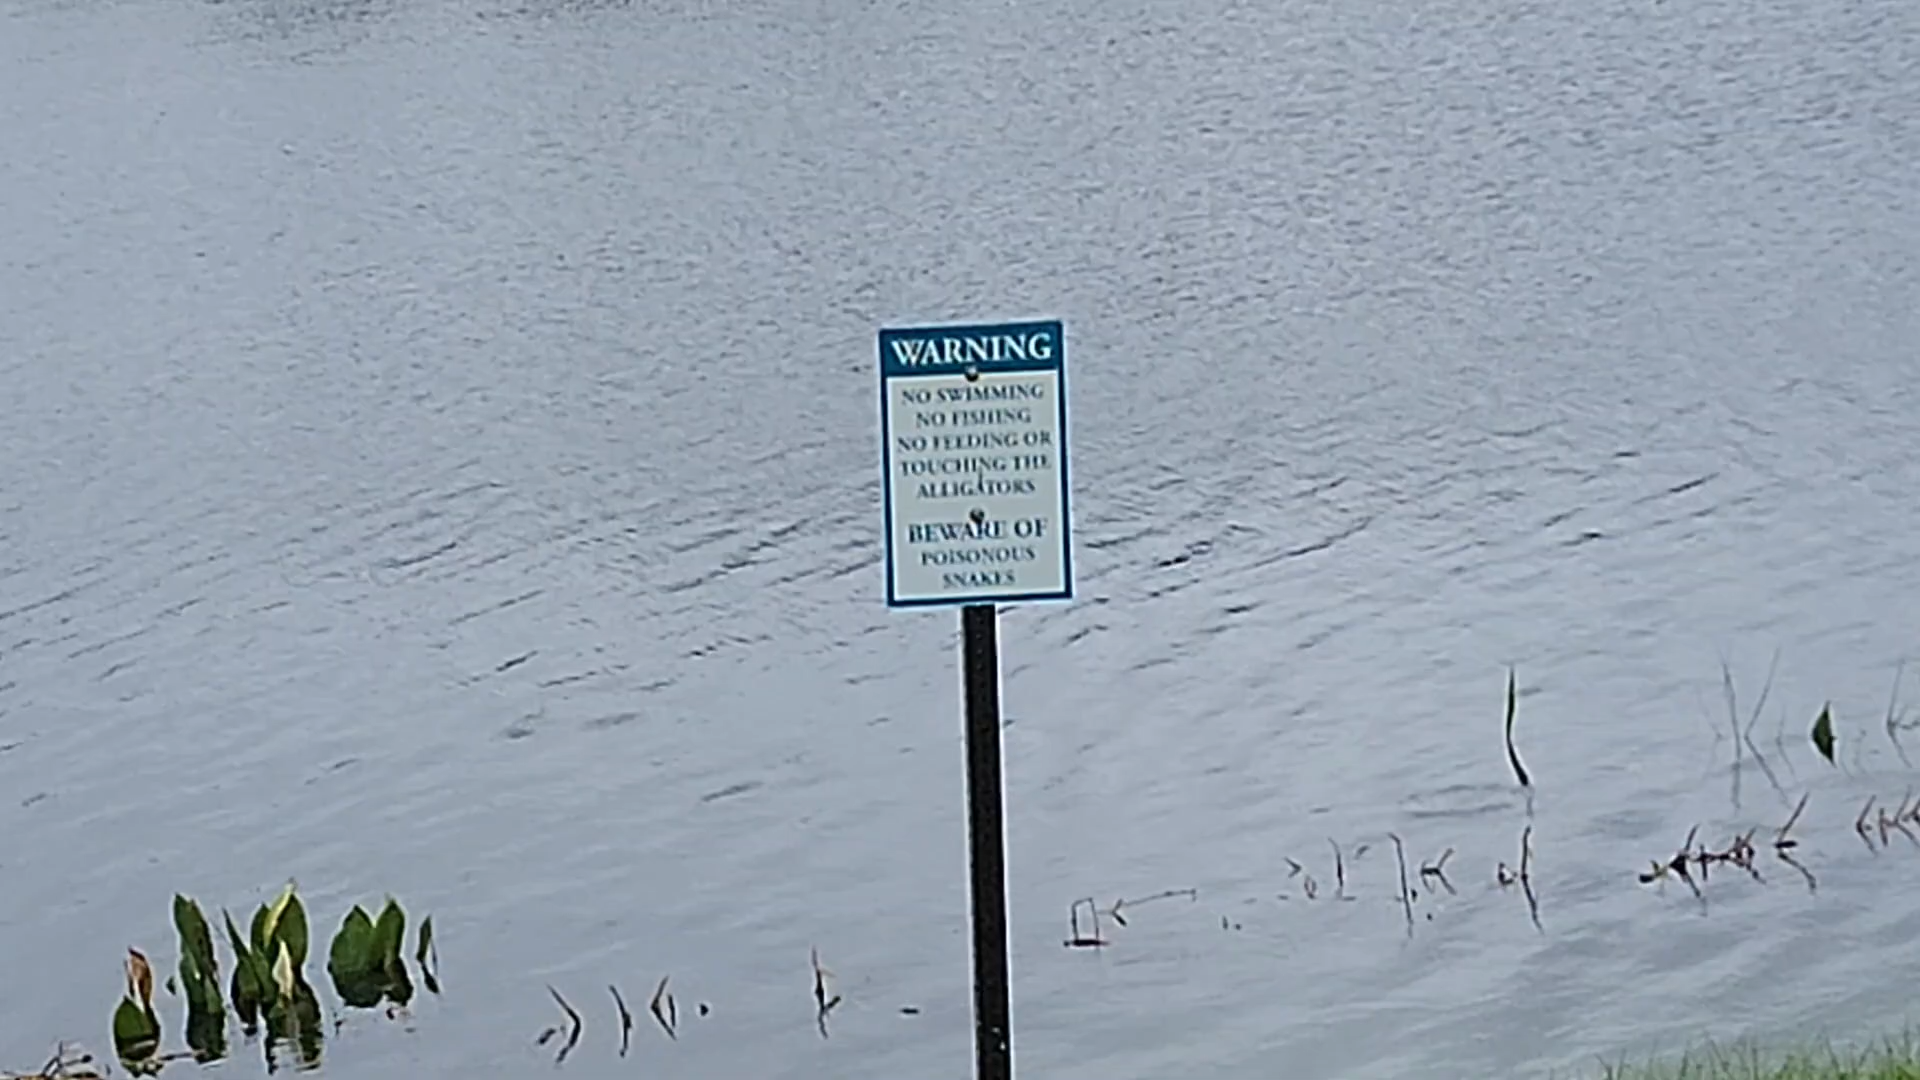 WARNING
NO SWIMMING
NO FISHING
NO FEEDING OR
TOUCHING THE
ALLIGATORS
BEWARE OF
POISONOUS
SNAKES